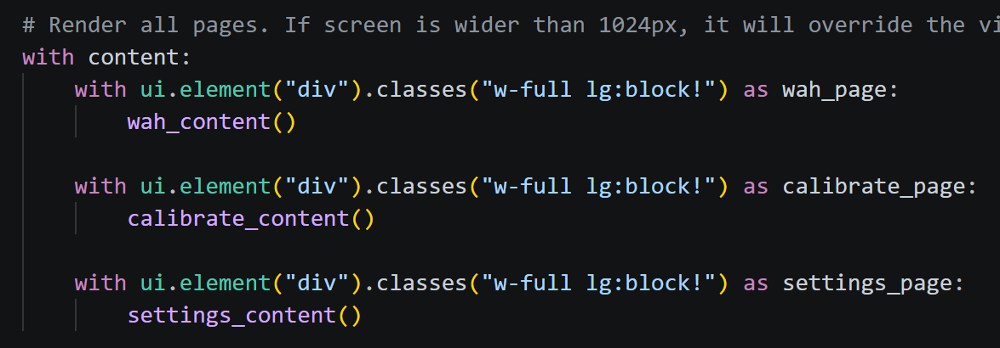 # Render all pages. If screen is wider than 1024px, it will override the
with content:
    with ui.element("div").classes("w-full lg:block!") as wah_page:
        wah_content()

    with ui.element("div").classes("w-full lg:block!") as calibrate_page:
        calibrate_content()

    with ui.element("div").classes("w-full lg:block!") as settings_page:
        settings_content()